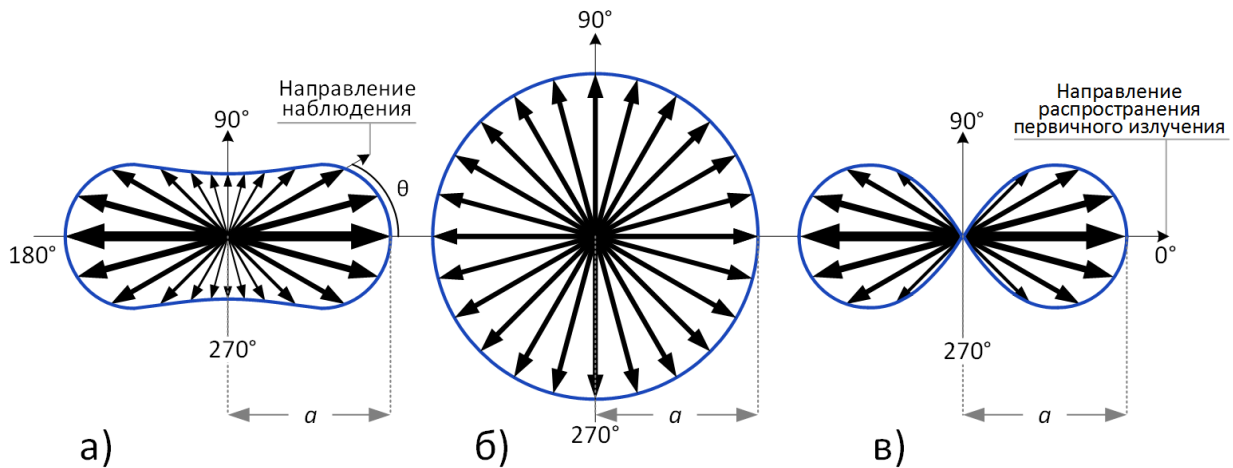 Направление
наблюдения
90°
θ
180°
270°
a
а)
90°
270°
a
б)
Направление
распространения
первичного излучения
90°
0°
270°
a
в)